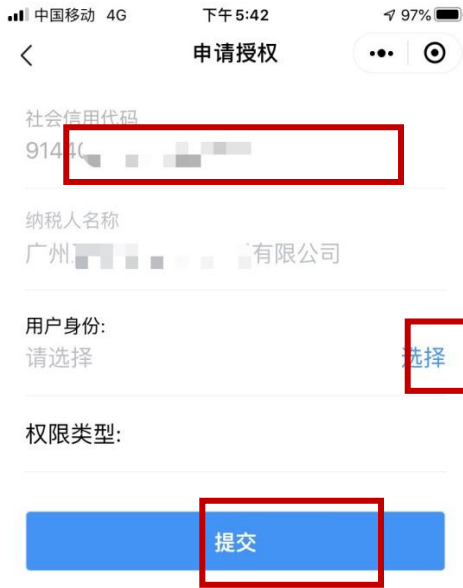 中国移动 4G 下午5:42 97%
申请授权
社会信用代码
9144
纳税人名称
广州 有限公司
用户身份:
请选择 选择
权限类型:
提交